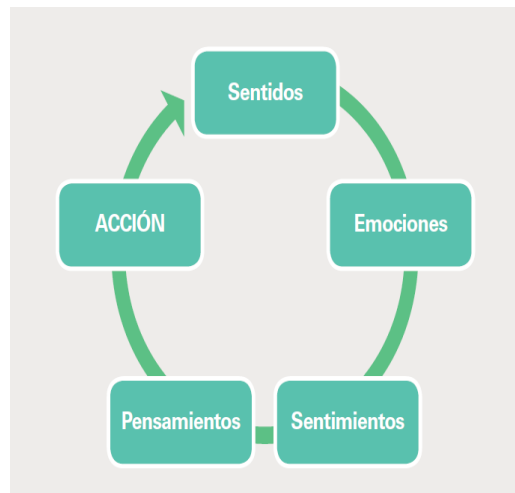 Sentidos
Emociones
Sentimientos
Pensamientos
ACCIÓN